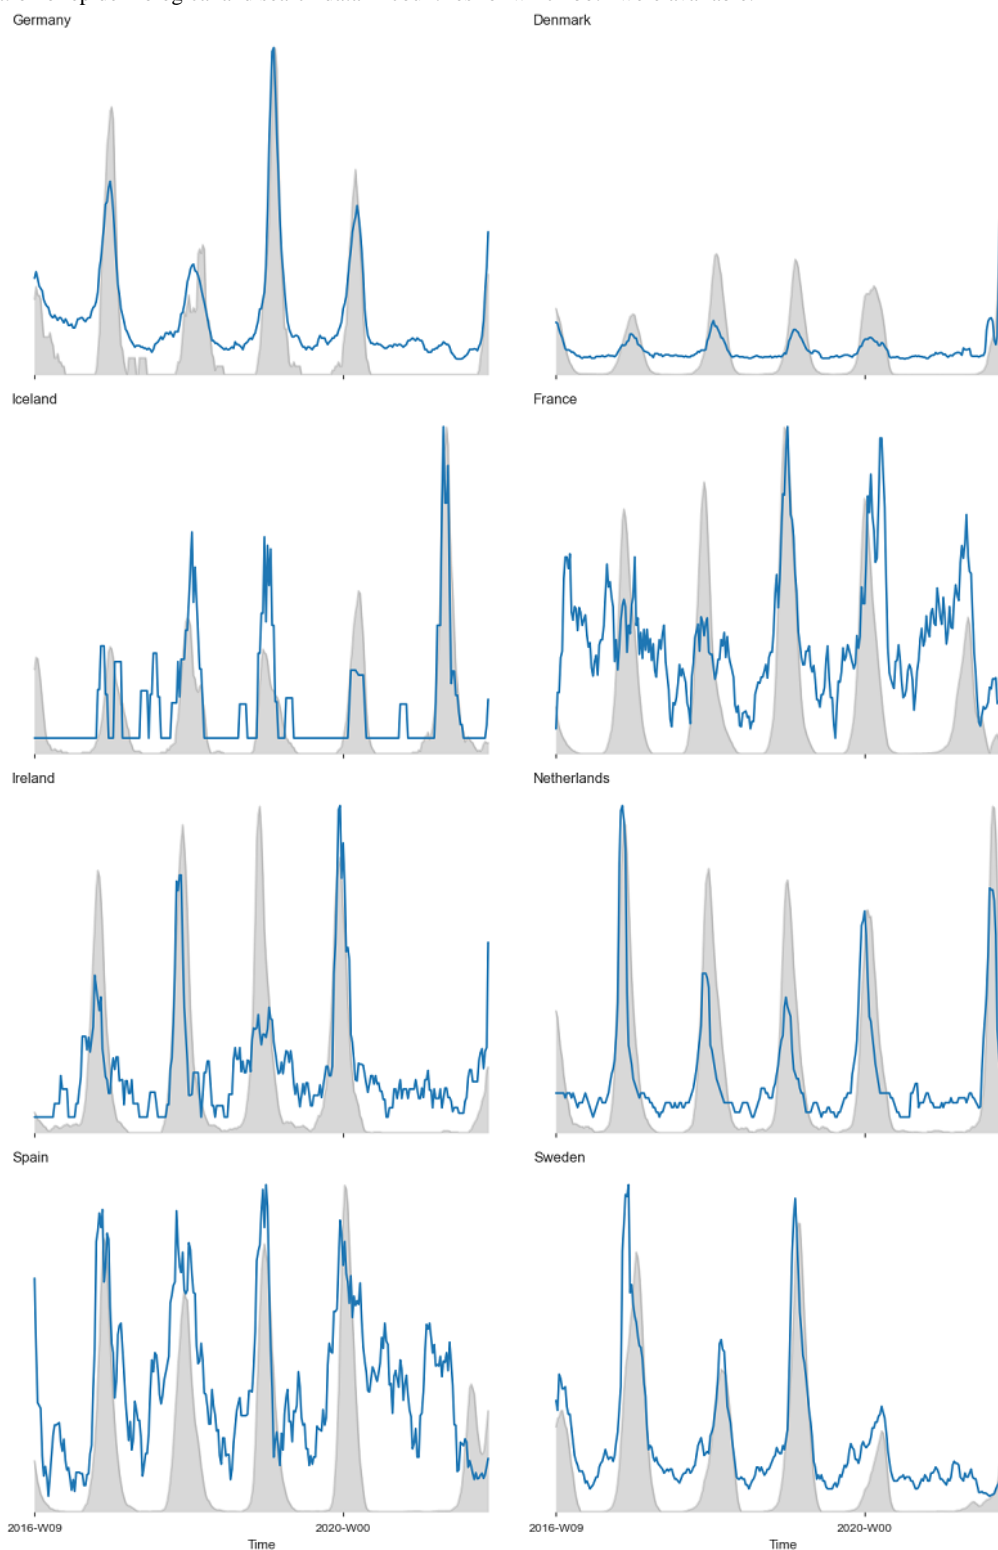 Germany
Denmark
Iceland
France
Ireland
Netherlands
Spain
Sweden
2016-W09
2020-W00
2016-W09
2020-W00
Time
Time